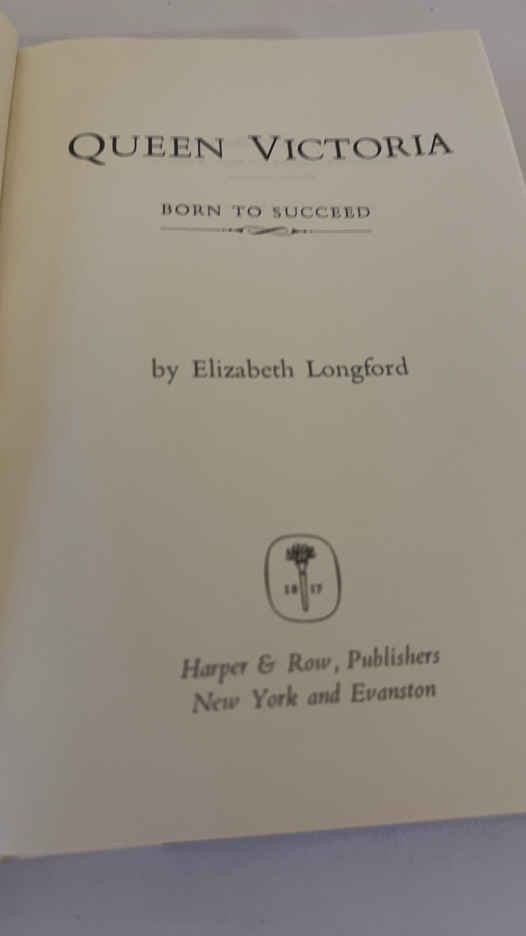 QUEEN VICTORIA
BORN TO SUCCEED
by Elizabeth Longford
18 17
Harper & Row, Publishers
New York and Evanston